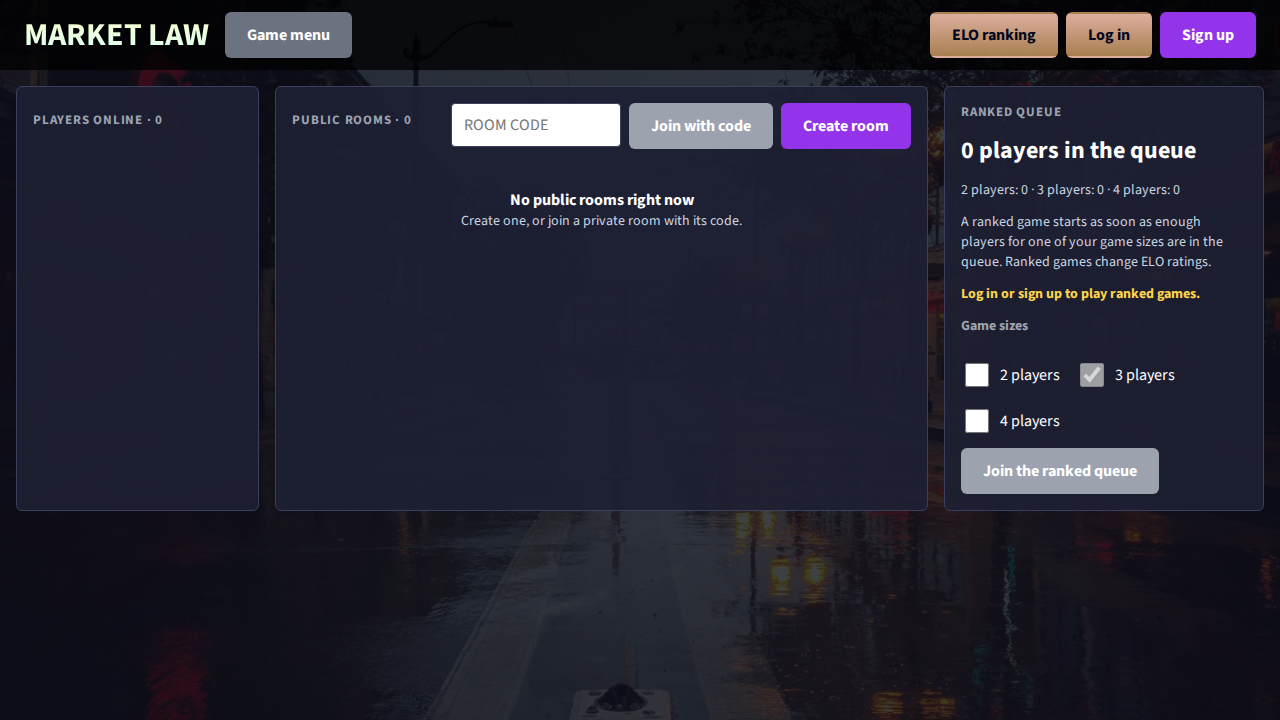 MARKET LAW
Game menu
ELO ranking
Log in
Sign up
PLAYERS ONLINE · 0
PUBLIC ROOMS · 0
ROOM CODE
Join with code
Create room
No public rooms right now
Create one, or join a private room with its code.
RANKED QUEUE
0 players in the queue
2 players: 0 · 3 players: 0 · 4 players: 0
A ranked game starts as soon as enough
players for one of your game sizes are in the
queue. Ranked games change ELO ratings.
Log in or sign up to play ranked games.
Game sizes
2 players
3 players
4 players
Join the ranked queue